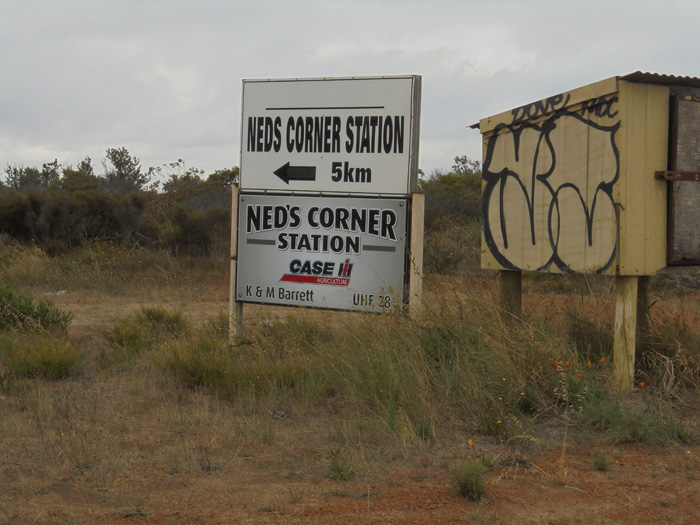 NEDS CORNER STATION
5km
NED'S CORNER
STATION
CASE IH
AGRICULTURE
K & M Barrett UHF 28